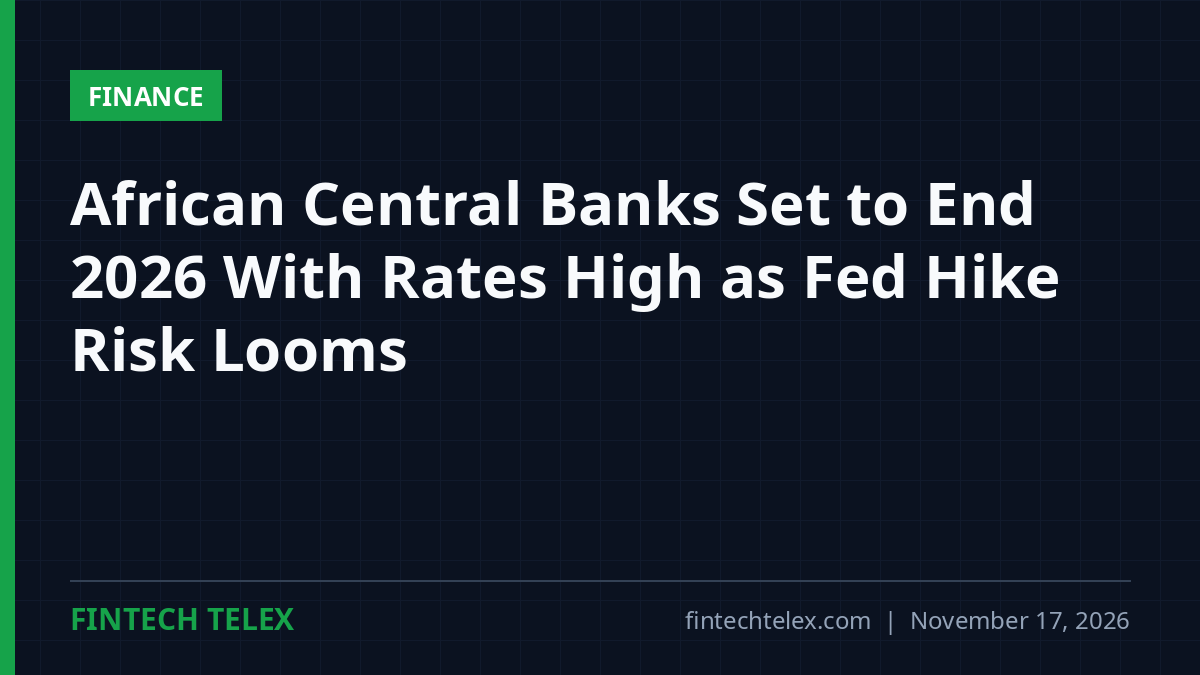 FINANCE
African Central Banks Set to End
2026 With Rates High as Fed Hike
Risk Looms
FINTECH TELEX
fintechtelex.com | November 17, 2026